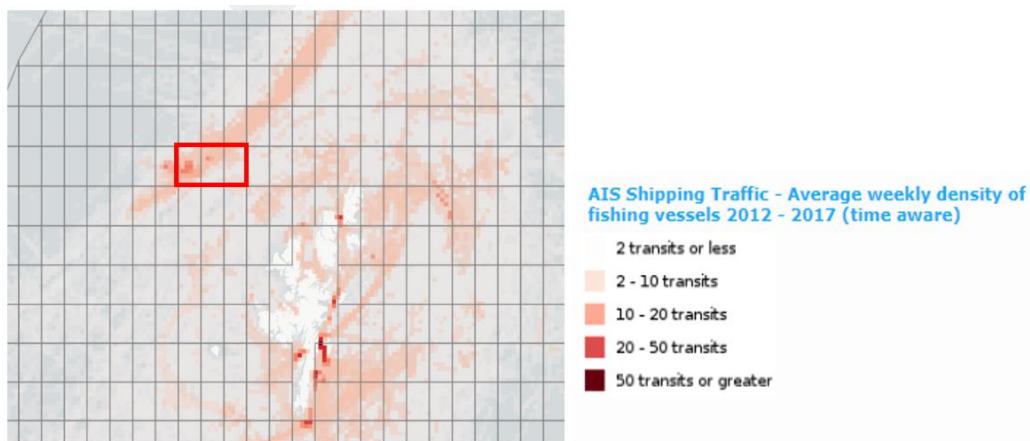 AIS Shipping Traffic - Average weekly density of
fishing vessels 2012 - 2017 (time aware)
2 transits or less
2 - 10 transits
10 - 20 transits
20 - 50 transits
50 transits or greater